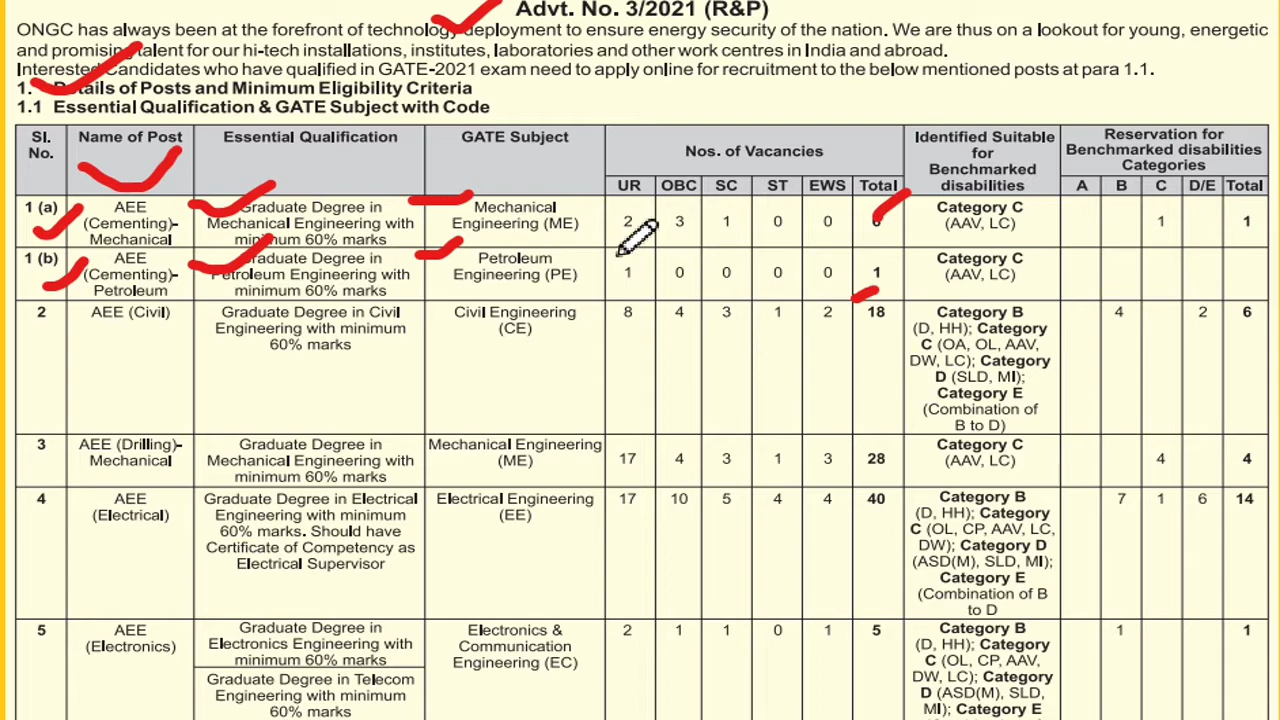 Advt. No. 3/2021 (R&P)
ONGC has always been at the forefront of technology deployment to ensure energy security of the nation. We are thus on a lookout for young, energetic
and promising talent for our hi-tech installations, institutes, laboratories and other work centres in India and abroad.
Interested Candidates who have qualified in GATE-2021 exam need to apply online for recruitment to the below mentioned posts at para 1.1.
1. Details of Posts and Minimum Eligibility Criteria
1.1 Essential Qualification & GATE Subject with Code
Sl. No. Name of Post Essential Qualification GATE Subject Nos. of Vacancies Identified Suitable for Benchmarked disabilities Reservation for Benchmarked disabilities Categories
UR OBC SC ST EWS Total A B C D/E Total
1 (a) AEE (Cementing)- Mechanical Graduate Degree in Mechanical Engineering with minimum 60% marks Mechanical Engineering (ME) 2 3 1 0 0 6 Category C (AAV, LC) 1 1
1 (b) AEE (Cementing)- Petroleum Graduate Degree in Petroleum Engineering with minimum 60% marks Petroleum Engineering (PE) 1 0 0 0 0 1 Category C (AAV, LC)
2 AEE (Civil) Graduate Degree in Civil Engineering with minimum 60% marks Civil Engineering (CE) 8 4 3 1 2 18 Category B (D, HH); Category C (OA, OL, AAV, DW, LC); Category D (SLD, MI); Category E (Combination of B to D) 4 2 6
3 AEE (Drilling)- Mechanical Graduate Degree in Mechanical Engineering with minimum 60% marks Mechanical Engineering (ME) 17 4 3 1 3 28 Category C (AAV, LC) 4 4
4 AEE (Electrical) Graduate Degree in Electrical Engineering with minimum 60% marks. Should have Certificate of Competency as Electrical Supervisor Electrical Engineering (EE) 17 10 5 4 4 40 Category B (D, HH); Category C (OL, CP, AAV, LC, DW); Category D (ASD(M), SLD, MI); Category E (Combination of B to D 7 1 6 14
5 AEE (Electronics) Graduate Degree in Electronics Engineering with minimum 60% marks Electronics & Communication Engineering (EC) 2 1 1 0 1 5 Category B (D, HH); Category C (OL, CP, AAV, DW, LC); Category D (ASD(M), SLD, MI); Category E 1 1
Graduate Degree in Telecom Engineering with minimum 60% marks